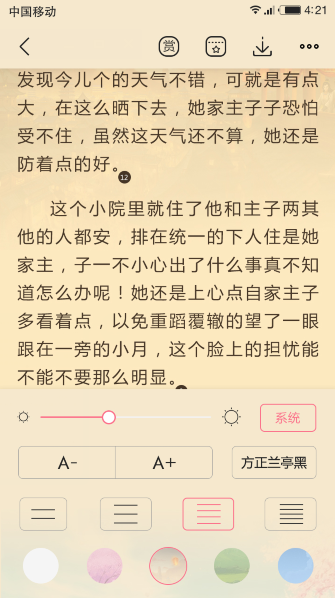 中国移动 4:21
赏
发现今儿个的天气不错，可就是有点
大，在这么晒下去，她家主子子恐怕
受不住，虽然这天气还不算，她还是
防着点的好。
12
这个小院里就住了他和主子两其
他的人都安，排在统一的下人住是她
家主，子一不小心出了什么事真不知
道怎么办呢！她还是上心点自家主子
多看着点，以免重蹈覆辙的望了一眼
跟在一旁的小月，这个脸上的担忧能
不能不要那么明显。
系统
A- A+ 方正兰亭黑